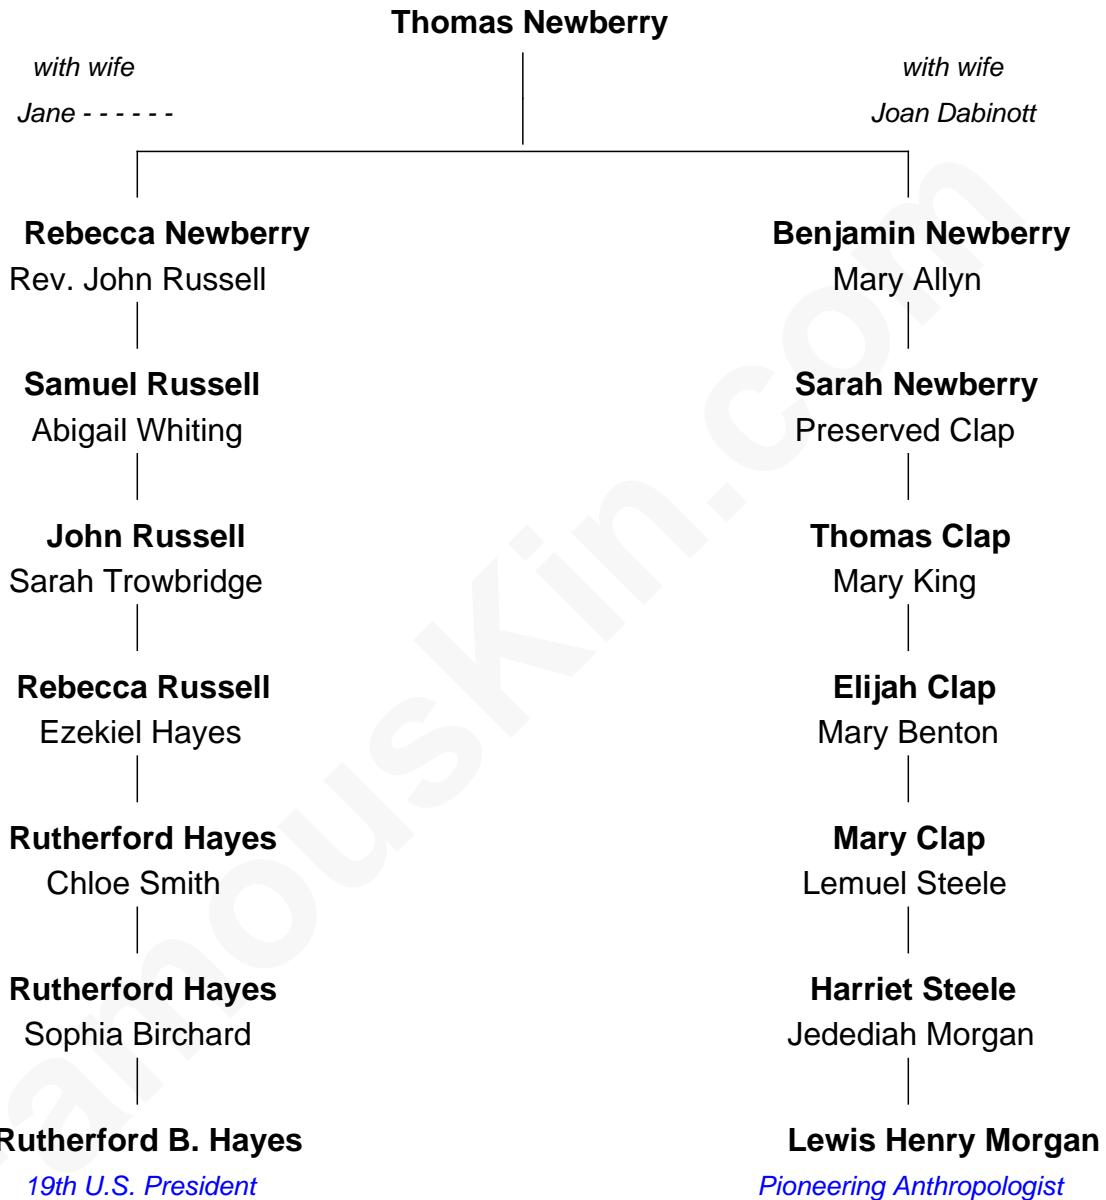 Thomas Newberry
with wife
with wife
Jane - - - - - -
Joan Dabinott
Rebecca Newberry
Benjamin Newberry
Rev. John Russell
Mary Allyn
Samuel Russell
Sarah Newberry
Abigail Whiting
Preserved Clap
John Russell
Thomas Clap
Sarah Trowbridge
Mary King
Rebecca Russell
Elijah Clap
Ezekiel Hayes
Mary Benton
Rutherford Hayes
Mary Clap
Chloe Smith
Lemuel Steele
Rutherford Hayes
Harriet Steele
Sophia Birchard
Jedediah Morgan
Rutherford B. Hayes
Lewis Henry Morgan
19th U.S. President
Pioneering Anthropologist
amouskin.com